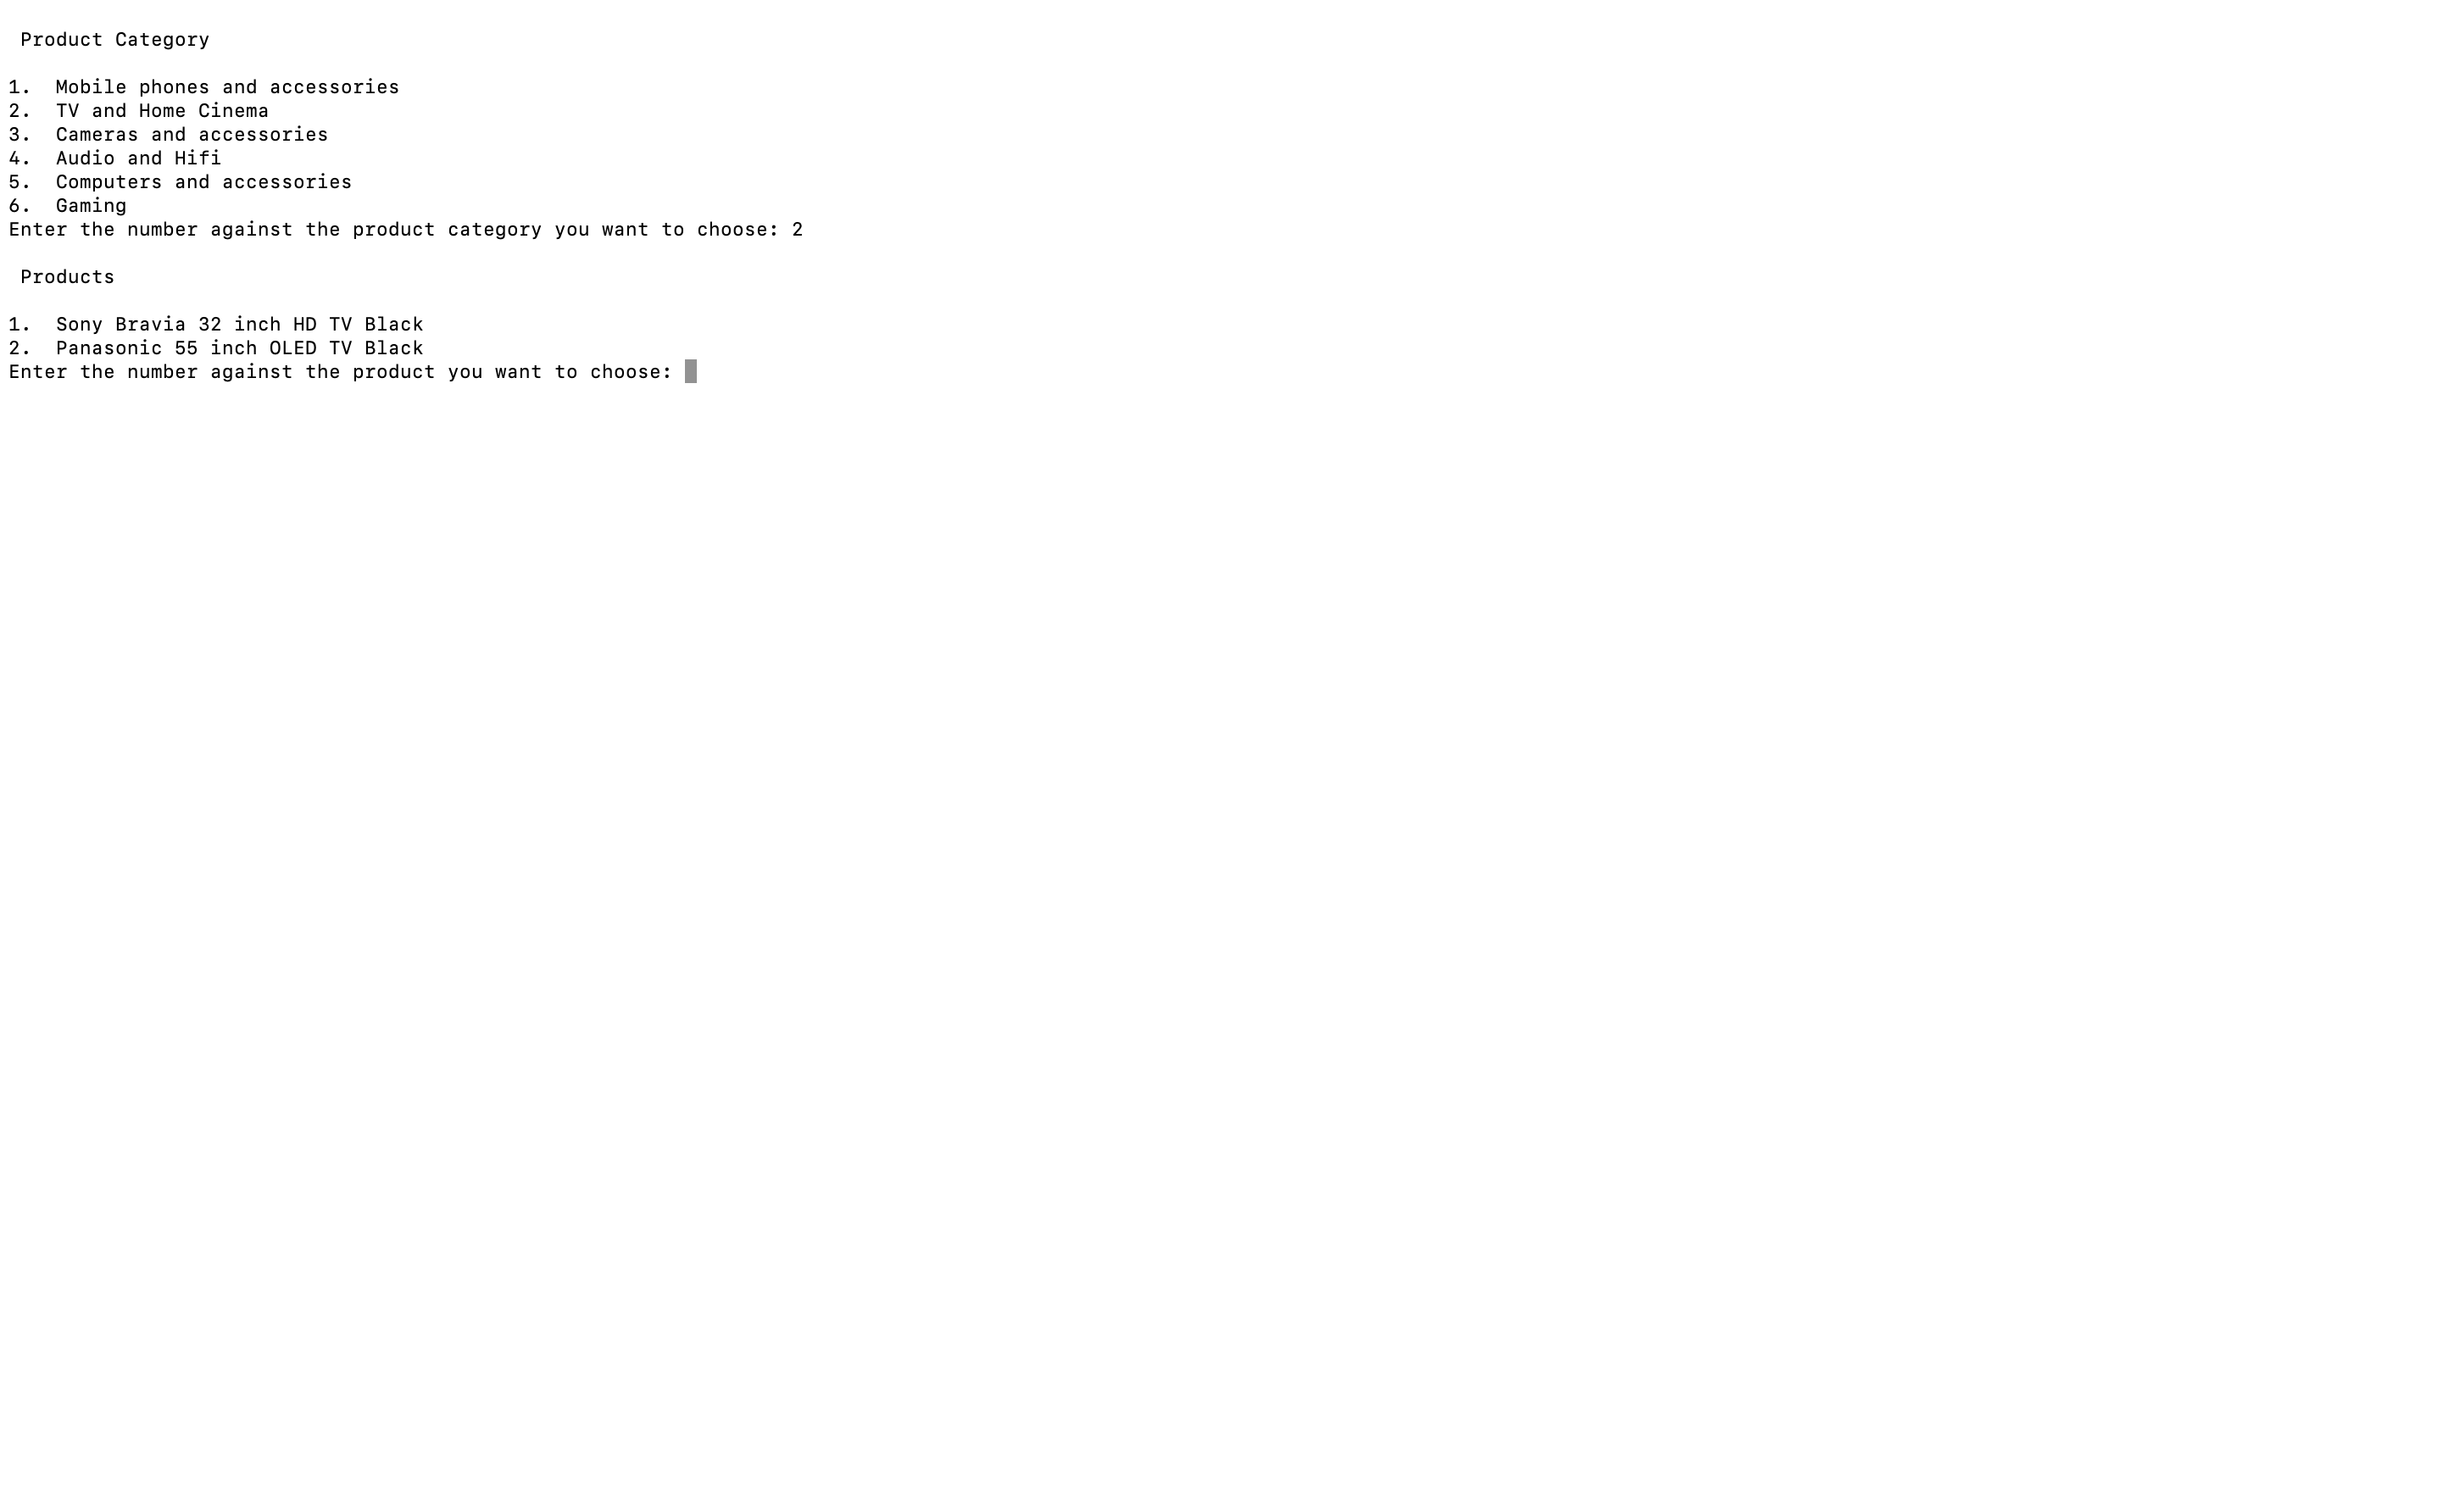 Product Category
1.  Mobile phones and accessories
2.  TV and Home Cinema
3.  Cameras and accessories
4.  Audio and Hifi
5.  Computers and accessories
6.  Gaming
Enter the number against the product category you want to choose: 2
Products
1.  Sony Bravia 32 inch HD TV Black
2.  Panasonic 55 inch OLED TV Black
Enter the number against the product you want to choose: